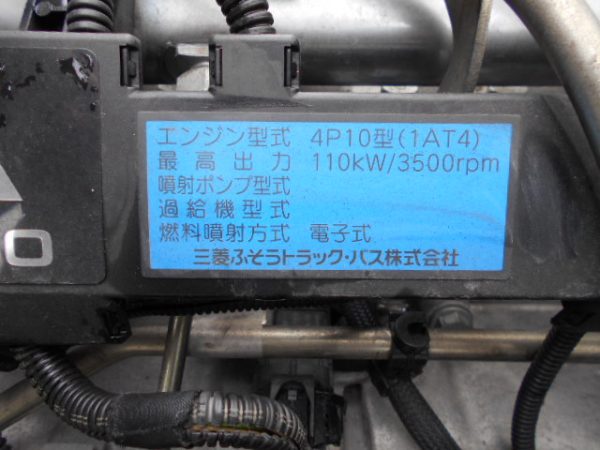 エンジン型式 4P10型(1AT4)
最高出力 110kW/3500rpm
噴射ポンプ型式
過給機型式
燃料噴射方式 電子式
三菱ふそうトラック・バス株式会社